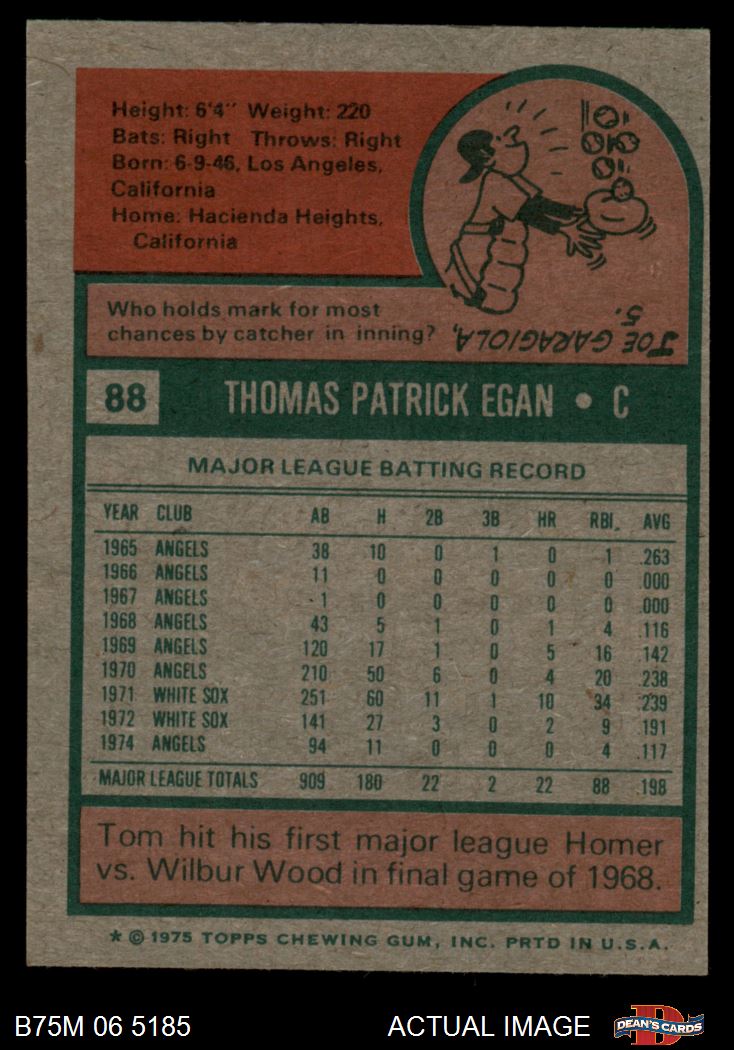 Height: 6'4" Weight: 220
Bats: Right Throws: Right
Born: 6-9-46, Los Angeles,
California
Home: Hacienda Heights,
California
Who holds mark for most
chances by catcher in inning?
JOE GARAGIOLA,
5.
88 THOMAS PATRICK EGAN • C
MAJOR LEAGUE BATTING RECORD
YEAR CLUB AB H 2B 3B HR RBI. AVG
1965 ANGELS 38 10 0 1 0 1 .263
1966 ANGELS 11 0 0 0 0 0 .000
1967 ANGELS 1 0 0 0 0 0 .000
1968 ANGELS 43 5 1 0 1 4 .116
1969 ANGELS 120 17 1 0 5 16 .142
1970 ANGELS 210 50 6 0 4 20 .238
1971 WHITE SOX 251 60 11 1 10 34 .239
1972 WHITE SOX 141 27 3 0 2 9 .191
1974 ANGELS 94 11 0 0 0 4 .117
MAJOR LEAGUE TOTALS 909 180 22 2 22 88 .198
Tom hit his first major league Homer
vs. Wilbur Wood in final game of 1968.
* © 1975 TOPPS CHEWING GUM, INC. PRTD IN U.S.A.
B75M 06 5185 ACTUAL IMAGE DEAN'S CARDS